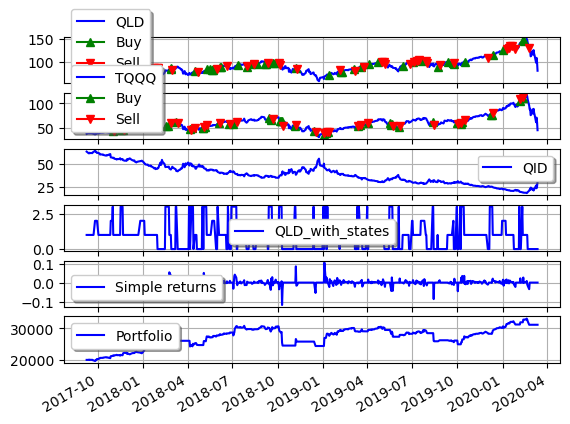 QLD
Buy
Sell
150
100
TQQQ
Buy
Sell
100
50
QID
50
25
QLD_with_states
2.5
0.0
Simple returns
0.1
0.0
−0.1
Portfolio
30000
20000
2017-10 2018-01 2018-04 2018-07 2018-10 2019-01 2019-04 2019-07 2019-10 2020-01 2020-04